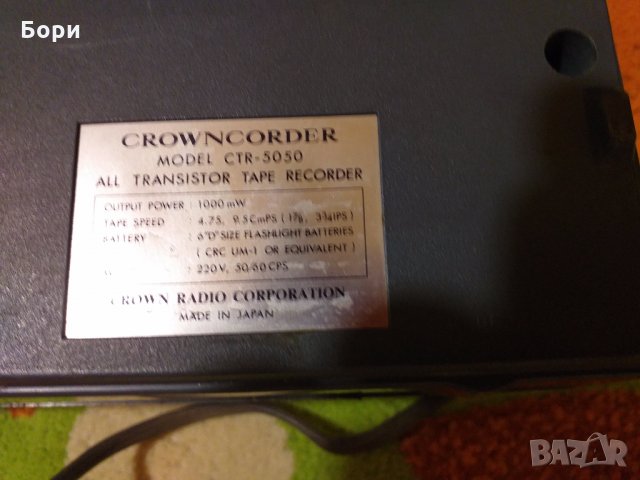 Бори
CROWNCORDER
MODEL CTR-5050
ALL TRANSISTOR TAPE RECORDER
OUTPUT POWER : 1000mW
TAPE SPEED : 4.75, 9.5CmPS (1⅞, 3¾IPS)
BATTERY : 6"D"SIZE FLASHLIGHT BATTERIES
(CRC UM-1 OR EQUIVALENT)
: 220V, 50/60CPS
CROWN RADIO CORPORATION
MADE IN JAPAN
BAZAR